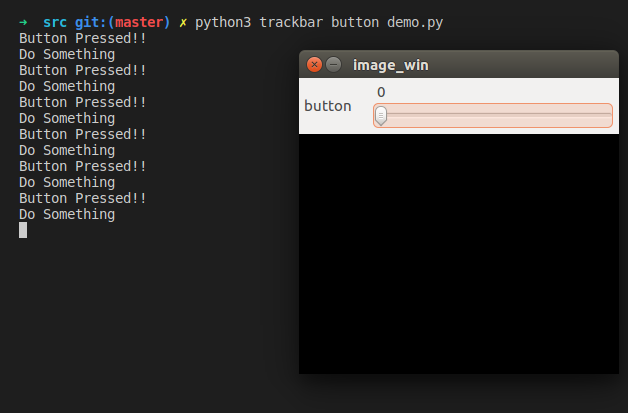 ➜ src git:(master) ✗ python3 trackbar button demo.py
Button Pressed!!
Do Something
Button Pressed!!
Do Something
Button Pressed!!
Do Something
Button Pressed!!
Do Something
Button Pressed!!
Do Something
Button Pressed!!
Do Something
image_win
0
button